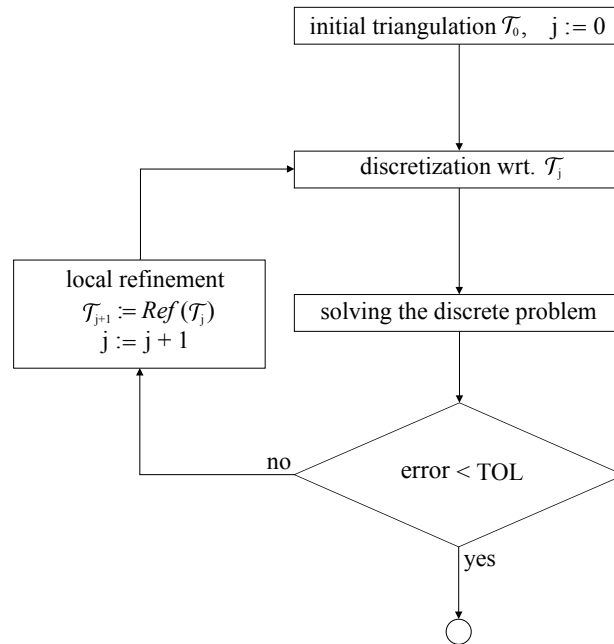 initial triangulation 𝒯₀, j := 0
discretization wrt. 𝒯ⱼ
local refinement
𝒯ⱼ₊₁ := Ref(𝒯ⱼ)
j := j + 1
solving the discrete problem
error < TOL
no
yes